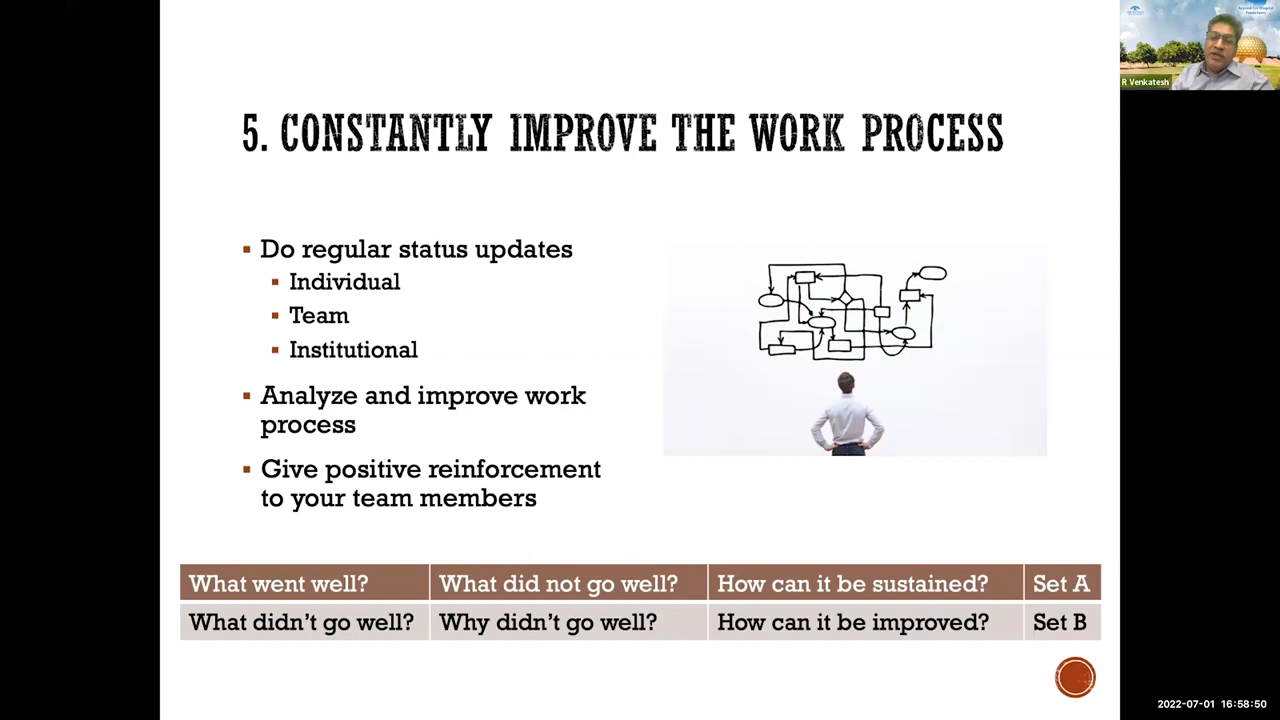 5. CONSTANTLY IMPROVE THE WORK PROCESS
▪ Do regular status updates
▪ Individual
▪ Team
▪ Institutional
▪ Analyze and improve work
process
▪ Give positive reinforcement
to your team members
What went well? What did not go well? How can it be sustained? Set A
What didn't go well? Why didn't go well? How can it be improved? Set B
R Venkatesh
2022-07-01 16:58:50